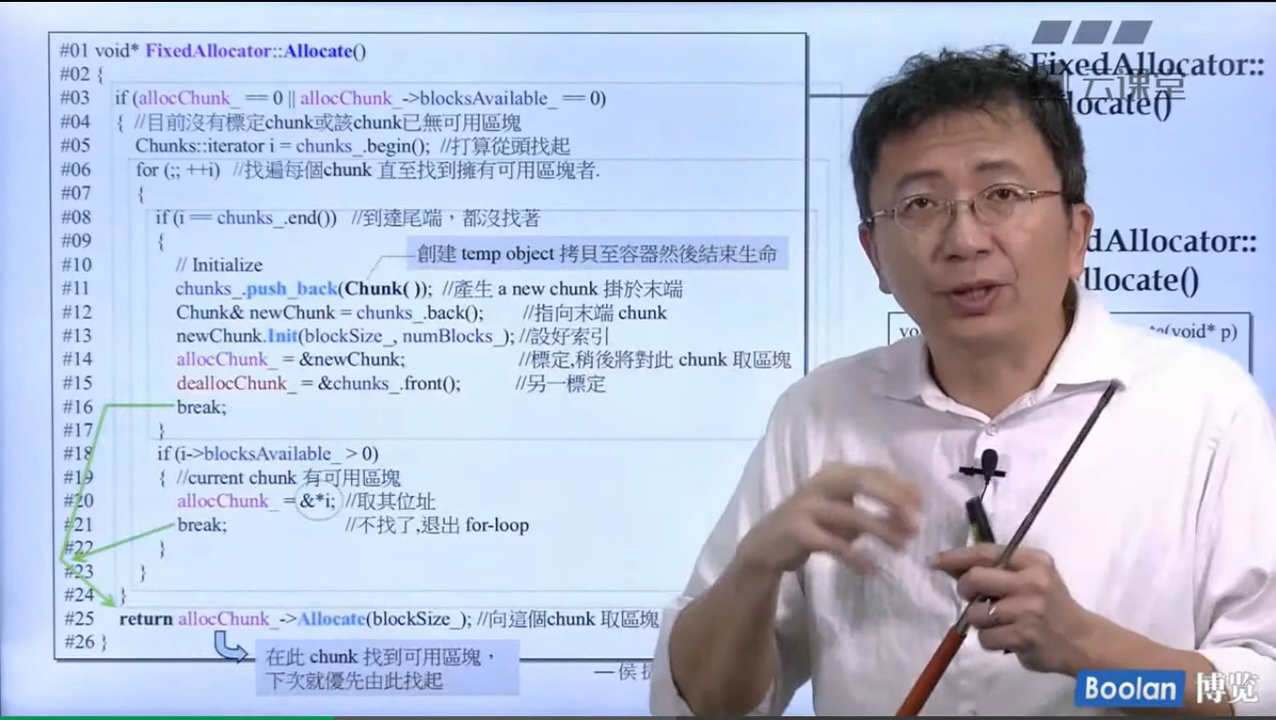 #01 void* FixedAllocator::Allocate()
#02 {
#03 if (allocChunk_ == 0 || allocChunk_->blocksAvailable_ == 0)
#04 { //目前沒有標定chunk或該chunk已無可用區塊
#05 Chunks::iterator i = chunks_.begin(); //打算從頭找起
#06 for (;; ++i) //找遍每個chunk 直至找到擁有可用區塊者.
#07 {
#08 if (i == chunks_.end()) //到達尾端，都沒找著
#09 {
創建 temp object 拷貝至容器然後結束生命
#10 // Initialize
#11 chunks_.push_back(Chunk( )); //產生 a new chunk 掛於末端
#12 Chunk& newChunk = chunks_.back(); //指向末端 chunk
#13 newChunk.Init(blockSize_, numBlocks_); //設好索引
#14 allocChunk_ = &newChunk; //標定,稍後將對此 chunk 取區塊
#15 deallocChunk_ = &chunks_.front(); //另一標定
#16 break;
#17 }
#18 if (i->blocksAvailable_ > 0)
#19 { //current chunk 有可用區塊
#20 allocChunk_ = &*i; //取其位址
#21 break; //不找了,退出 for-loop
#22 }
#23 }
#24 }
#25 return allocChunk_->Allocate(blockSize_); //向這個chunk 取區塊
#26 }
在此 chunk 找到可用區塊，
下次就優先由此找起
—侯
FixedAllocator::
locate()
云课堂
dAllocator::
llocate()
(void* p)
Boolan 博览